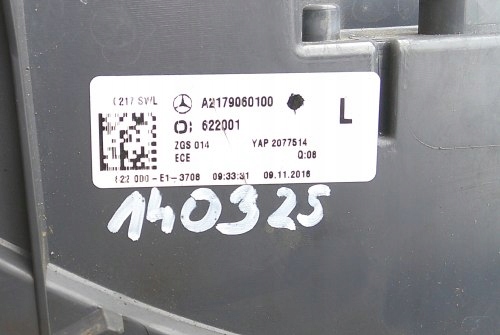 C217 SWL A2179060100 L
622001
ZGS 014 YAP 2077514
ECE Q:08
622 000-E1-3708 09:33:31 09.11.2016
140325